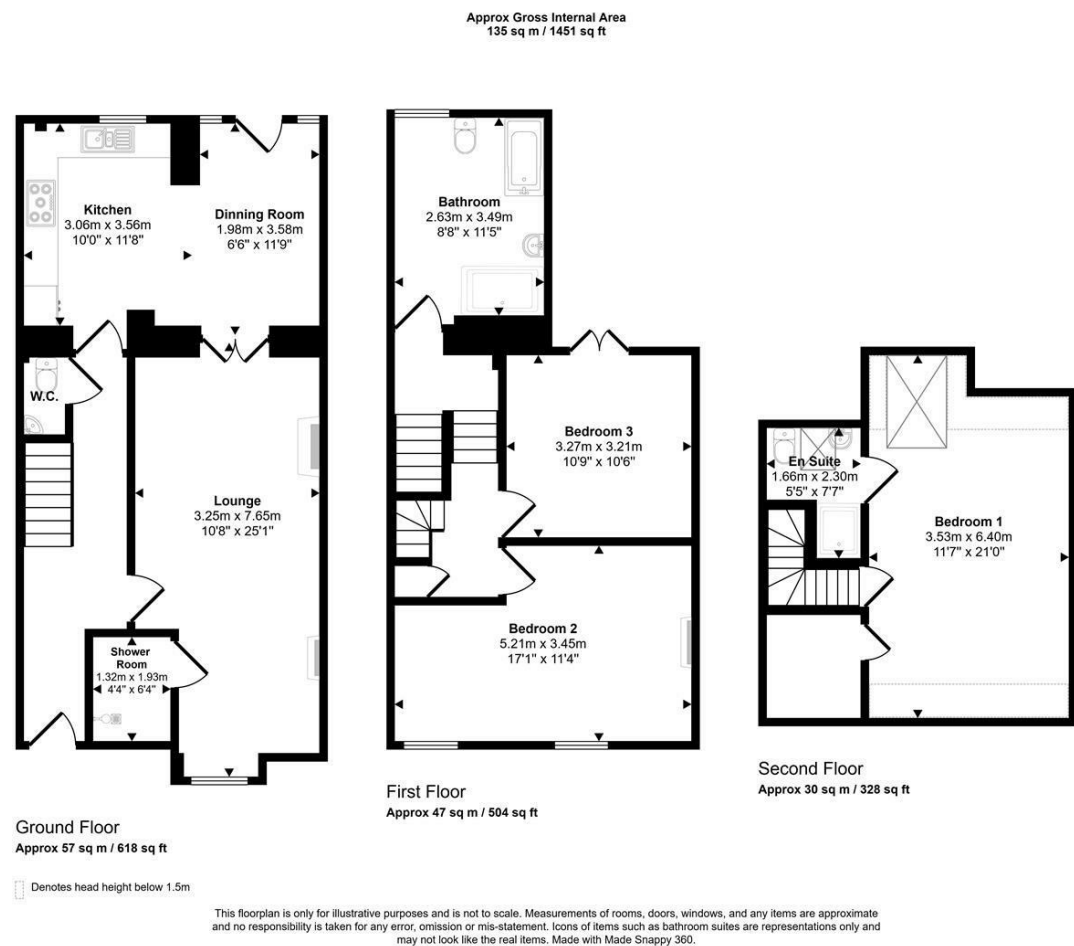 Approx Gross Internal Area
135 sq m / 1451 sq ft
Kitchen
3.06m x 3.56m
10'0" x 11'8"
Dinning Room
1.98m x 3.58m
6'6" x 11'9"
W.C.
Lounge
3.25m x 7.65m
10'8" x 25'1"
Shower
Room
1.32m x 1.93m
4'4" x 6'4"
Ground Floor
Approx 57 sq m / 618 sq ft
Bathroom
2.63m x 3.49m
8'8" x 11'5"
Bedroom 3
3.27m x 3.21m
10'9" x 10'6"
Bedroom 2
5.21m x 3.45m
17'1" x 11'4"
First Floor
Approx 47 sq m / 504 sq ft
En Suite
1.66m x 2.30m
5'5" x 7'7"
Bedroom 1
3.53m x 6.40m
11'7" x 21'0"
Second Floor
Approx 30 sq m / 328 sq ft
Denotes head height below 1.5m
This floorplan is only for illustrative purposes and is not to scale. Measurements of rooms, doors, windows, and any items are approximate
and no responsibility is taken for any error, omission or mis-statement. Icons of items such as bathroom suites are representations only and
may not look like the real items. Made with Made Snappy 360.